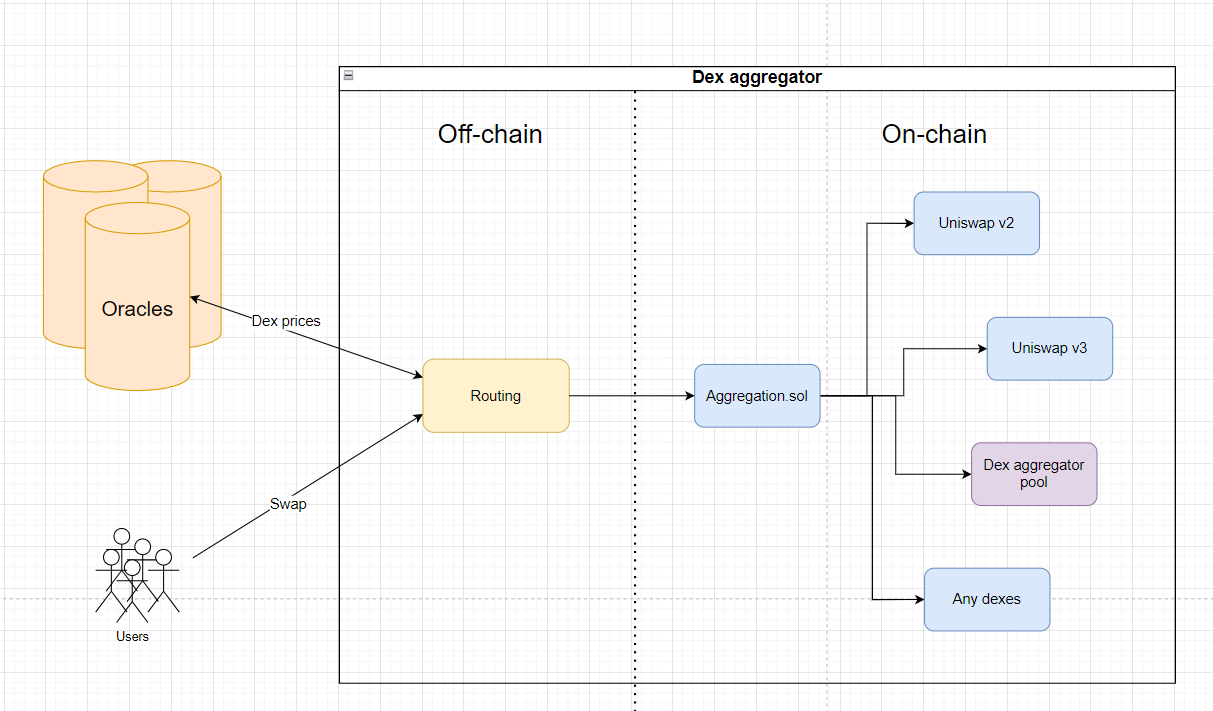 Dex aggregator
Off-chain
On-chain
Uniswap v2
Oracles
Dex prices
Uniswap v3
Routing
Aggregation.sol
Dex aggregator
pool
Swap
Any dexes
Users